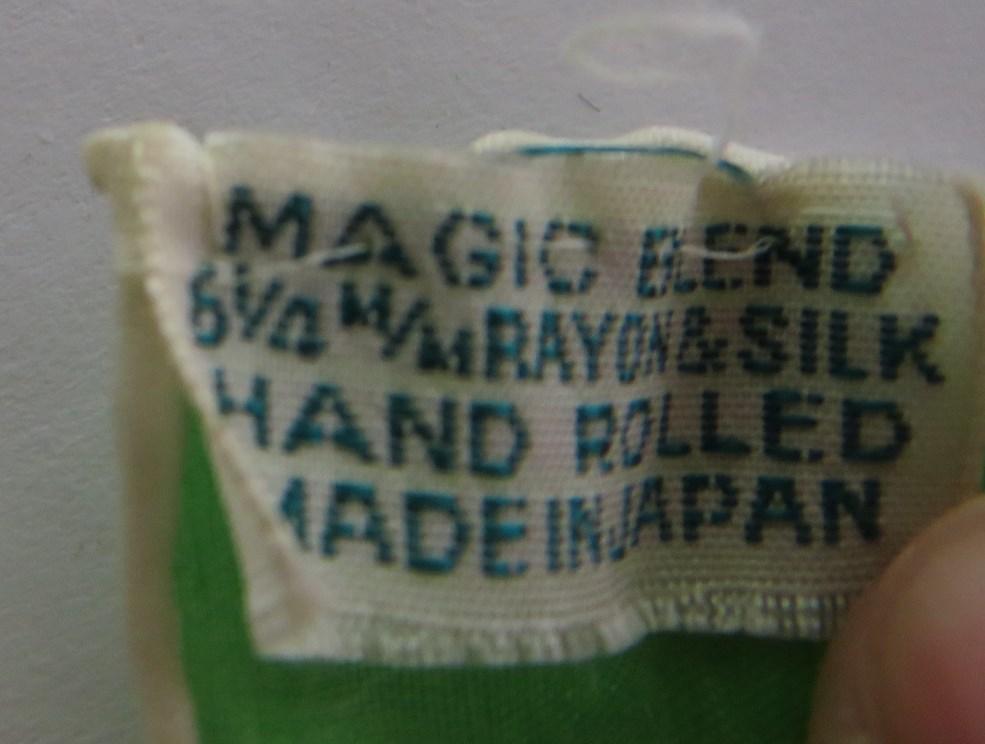 MAGIC BLEND
6½ M/M RAYON & SILK
HAND ROLLED
MADE IN JAPAN